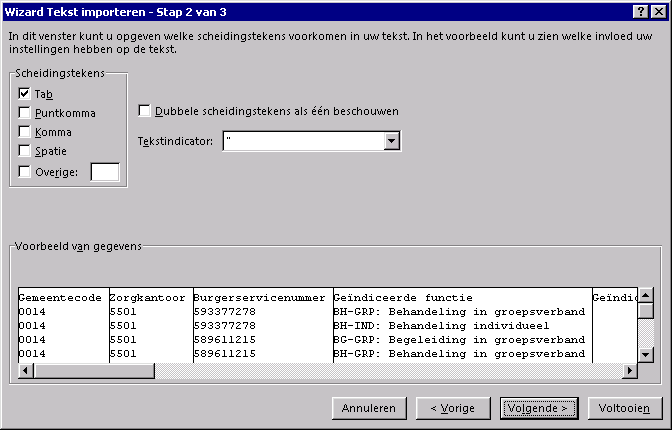 Wizard Tekst importeren - Stap 2 van 3
In dit venster kunt u opgeven welke scheidingstekens voorkomen in uw tekst. In het voorbeeld kunt u zien welke invloed uw
instellingen hebben op de tekst.
Scheidingstekens
Tab
Puntkomma
Komma
Spatie
Overige:
Dubbele scheidingstekens als één beschouwen
Tekstindicator: "
Voorbeeld van gegevens
Gemeentecode Zorgkantoor Burgerservicenummer Geïndiceerde functie Geïndic
0014 5501 593377278 BH-GRP: Behandeling in groepsverband
0014 5501 593377278 BH-IND: Behandeling individueel
0014 5501 589611215 BG-GRP: Begeleiding in groepsverband
0014 5501 589611215 BH-GRP: Behandeling in groepsverband
Annuleren < Vorige Volgende > Voltooien